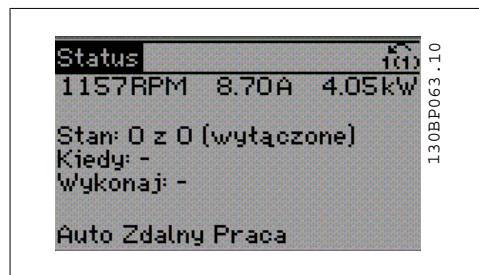 Status
1(1)
1157RPM 8.70A 4.05kW
Stan: 0 z 0 (wyłączone)
Kiedy: -
Wykonaj: -
Auto Zdalny Praca
130BP063.10